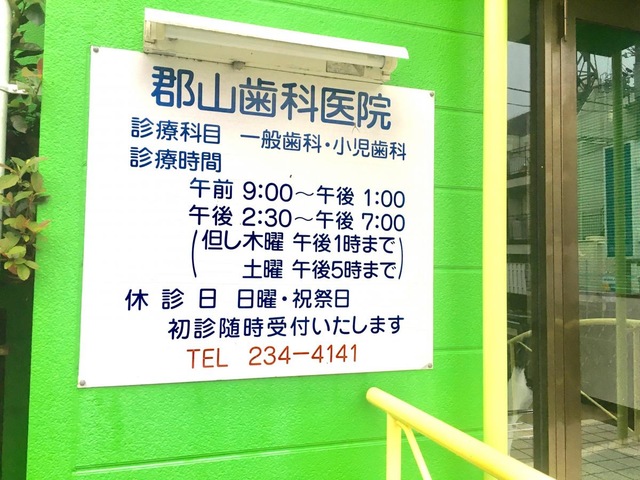 郡山歯科医院
診療科目 一般歯科・小児歯科
診療時間
午前 9:00~午後 1:00
午後 2:30~午後 7:00
(但し木曜 午後1時まで
土曜 午後5時まで)
休診日 日曜・祝祭日
初診随時受付いたします
TEL 234-4141